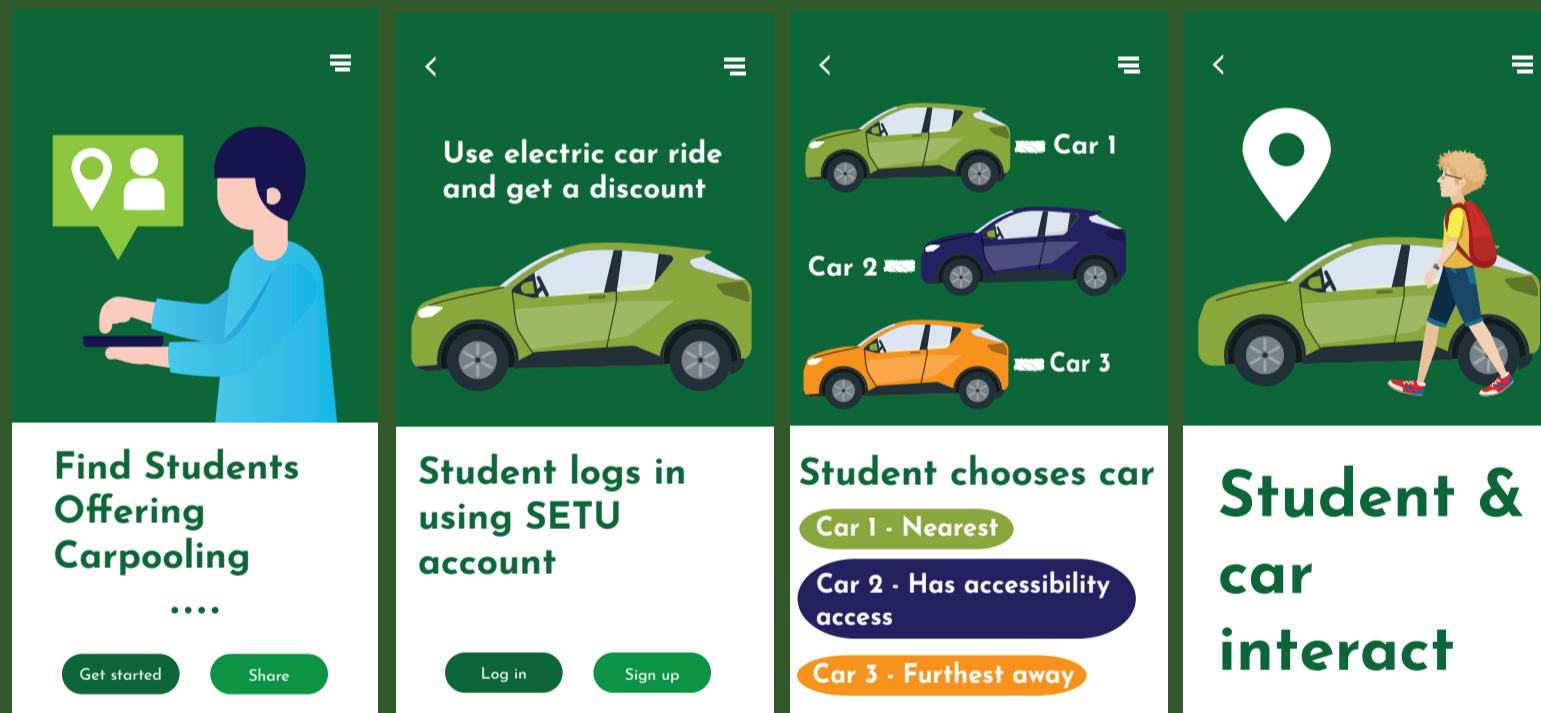 Find Students
Offering
Carpooling
....
Get started
Share
Use electric car ride
and get a discount
Student logs in
using SETU
account
Log in
Sign up
Car 1
Car 2
Car 3
Student chooses car
Car 1 - Nearest
Car 2 - Has accessibility
access
Car 3 - Furthest away
Student &
car
interact